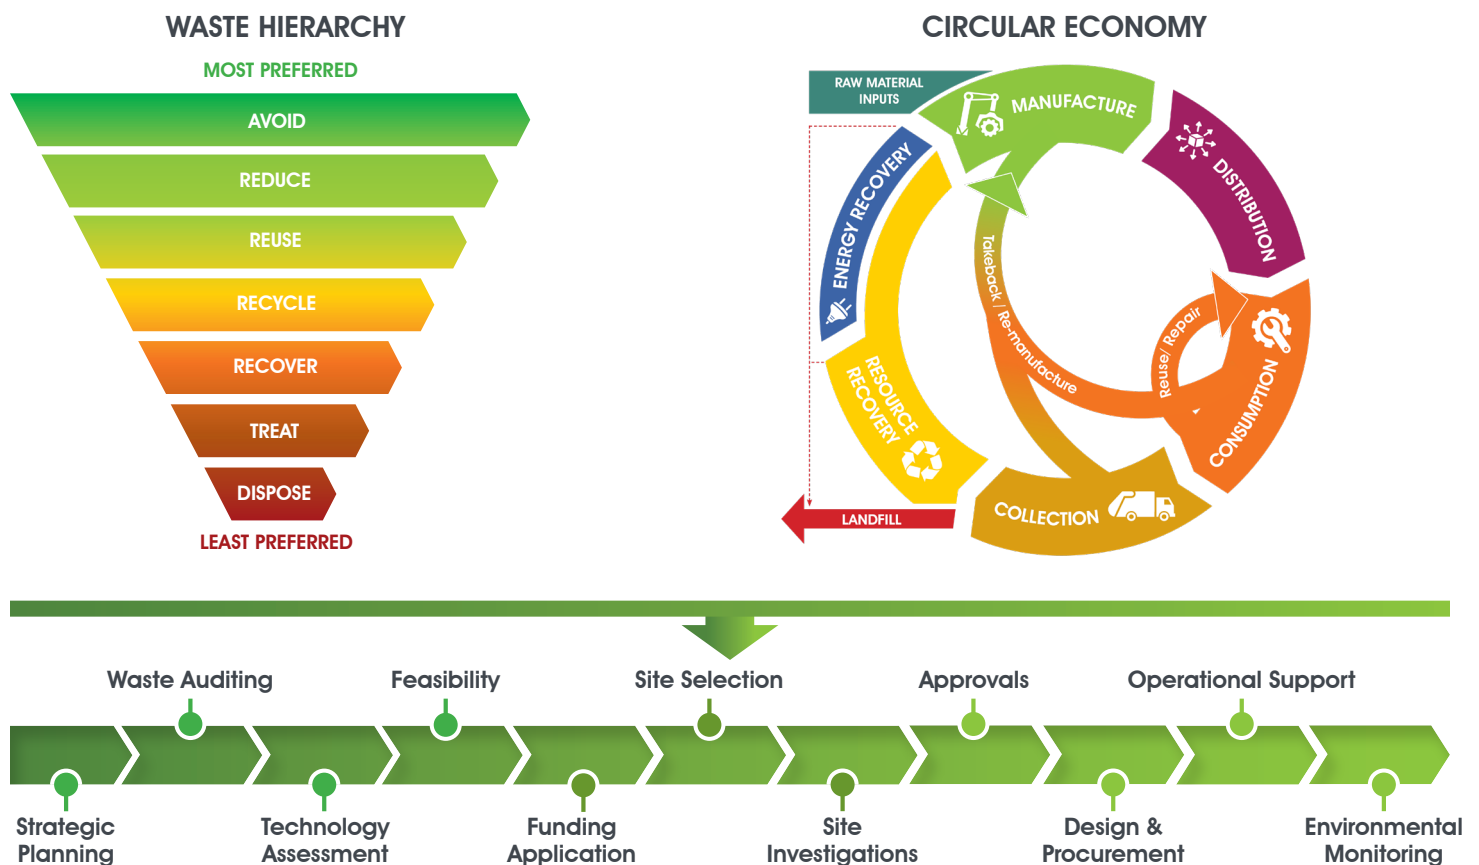 WASTE HIERARCHY
MOST PREFERRED
AVOID
REDUCE
REUSE
RECYCLE
RECOVER
TREAT
DISPOSE
LEAST PREFERRED
CIRCULAR ECONOMY
RAW MATERIAL
INPUTS
MANUFACTURE
DISTRIBUTION
CONSUMPTION
Reuse/ Repair
Takeback / Re-manufacture
COLLECTION
RESOURCE
RECOVERY
ENERGY RECOVERY
LANDFILL
Waste Auditing
Feasibility
Site Selection
Approvals
Operational Support
Strategic
Planning
Technology
Assessment
Funding
Application
Site
Investigations
Design &
Procurement
Environmental
Monitoring